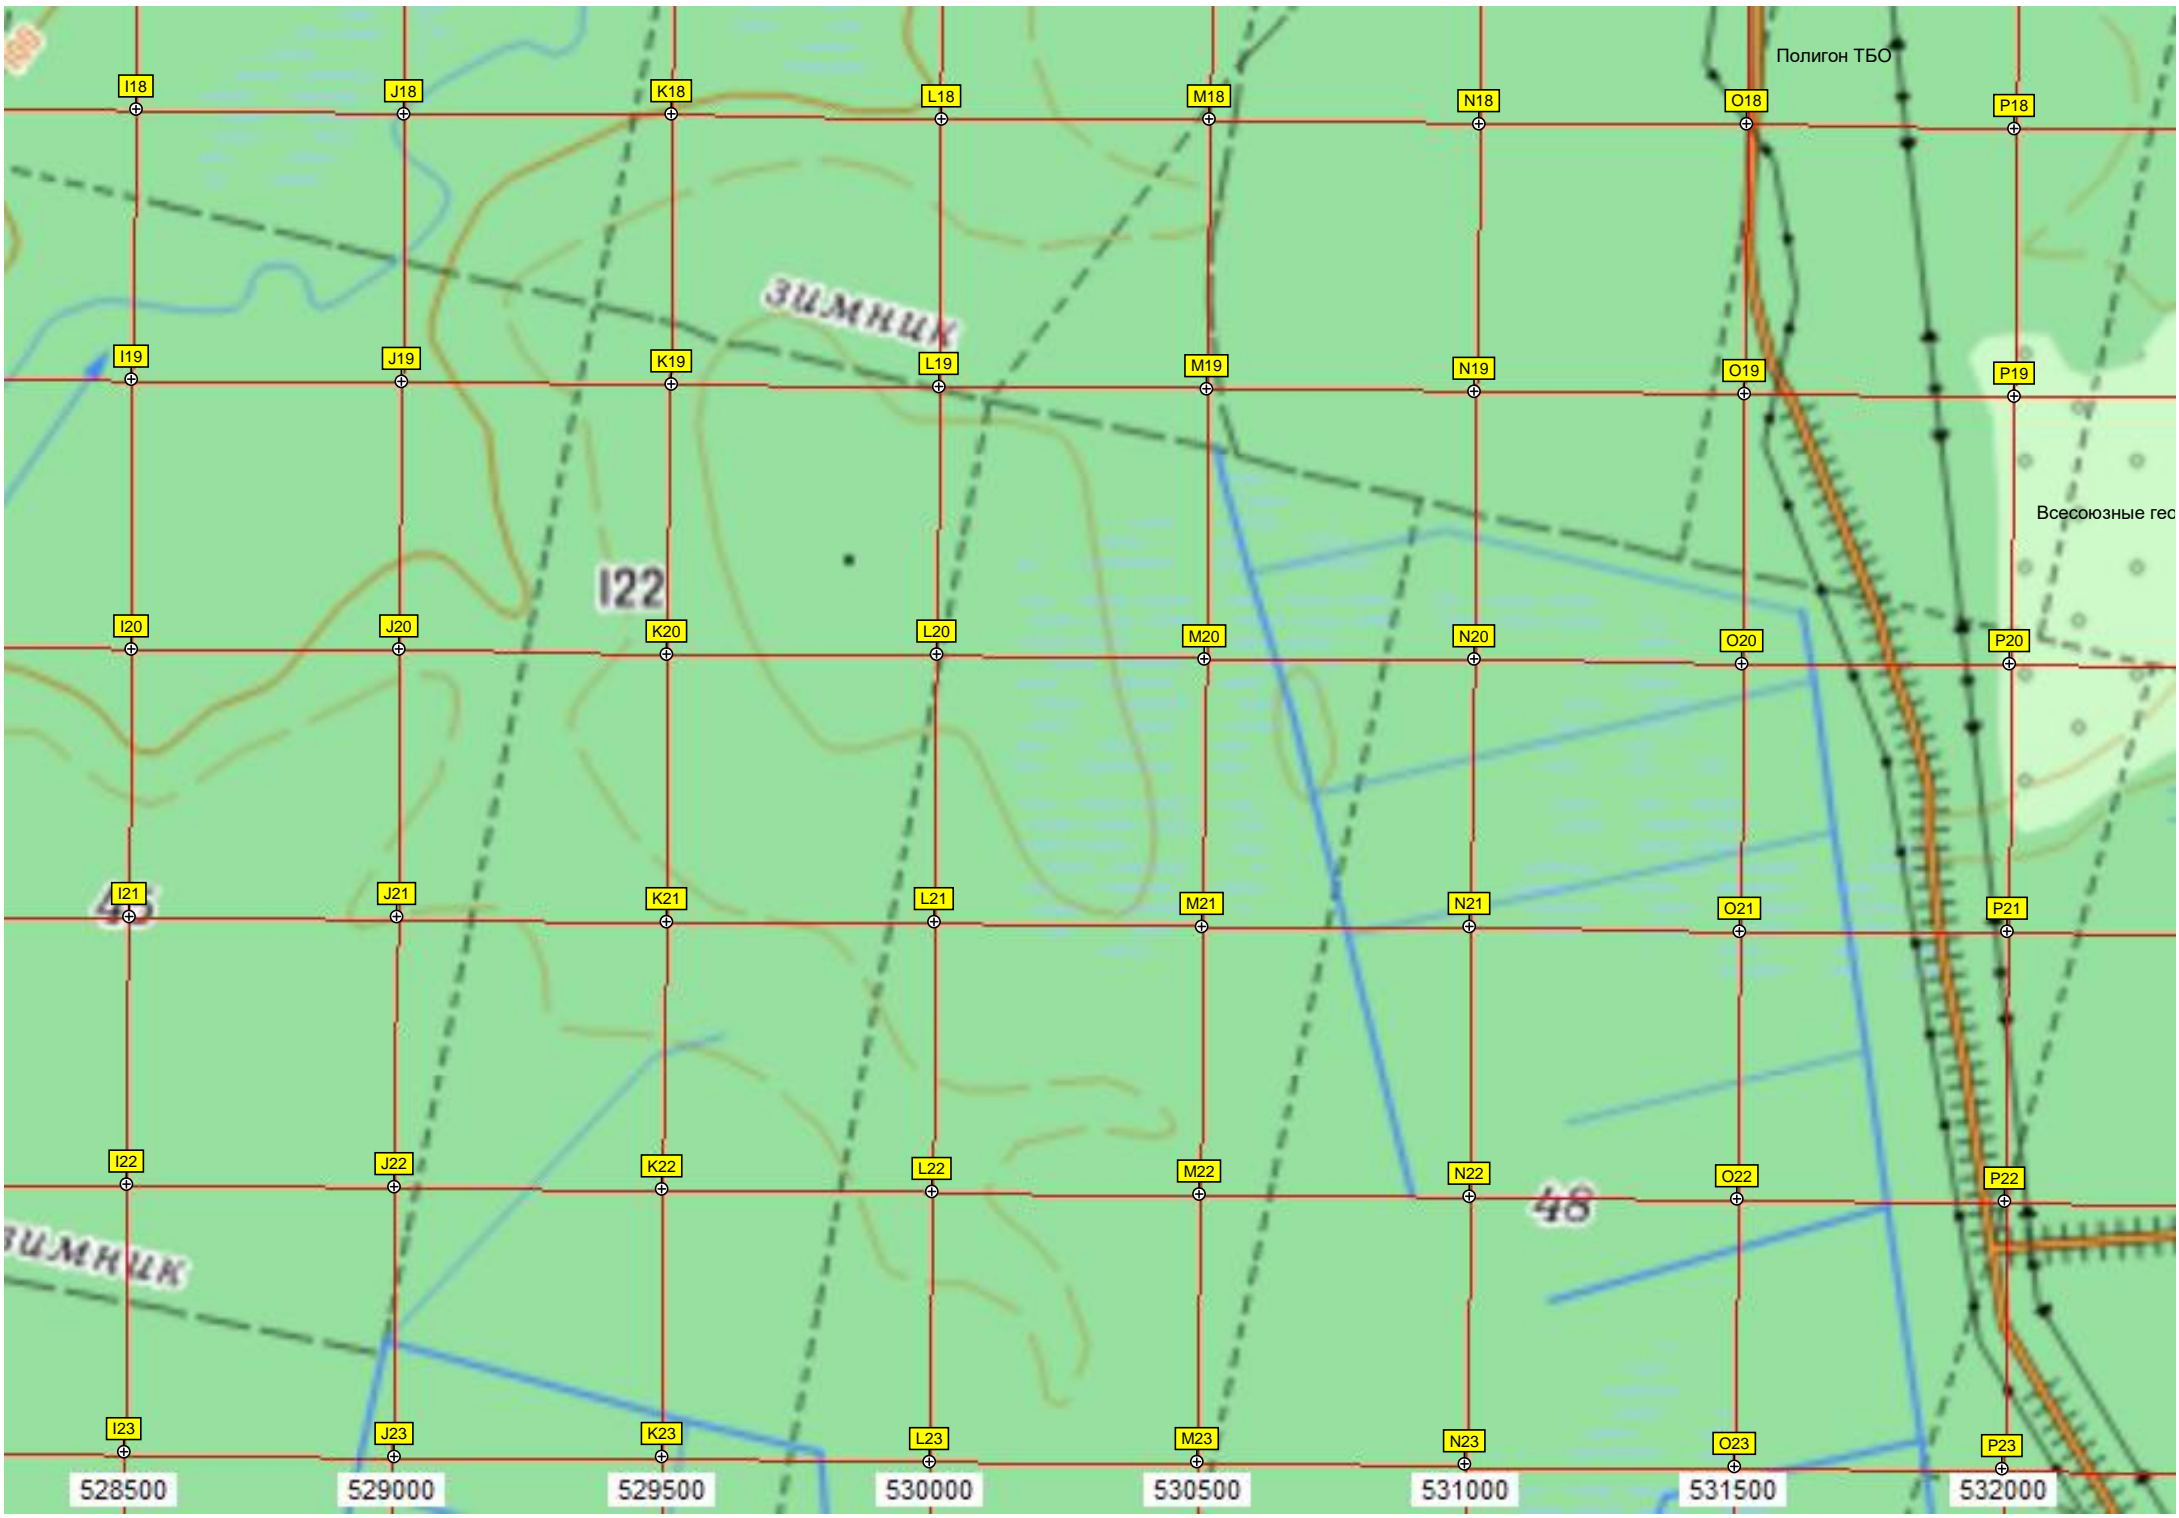 100
Полигон ТБО
I18 J18 K18 L18 M18 N18 O18 P18
зимник
I19 J19 K19 L19 M19 N19 O19 P19
Всесоюзные гео
122
I20 J20 K20 L20 M20 N20 O20 P20
I21 J21 K21 L21 M21 N21 O21 P21
I22 J22 K22 L22 M22 N22 O22 P22
48
зимник
I23 J23 K23 L23 M23 N23 O23 P23
528500 529000 529500 530000 530500 531000 531500 532000